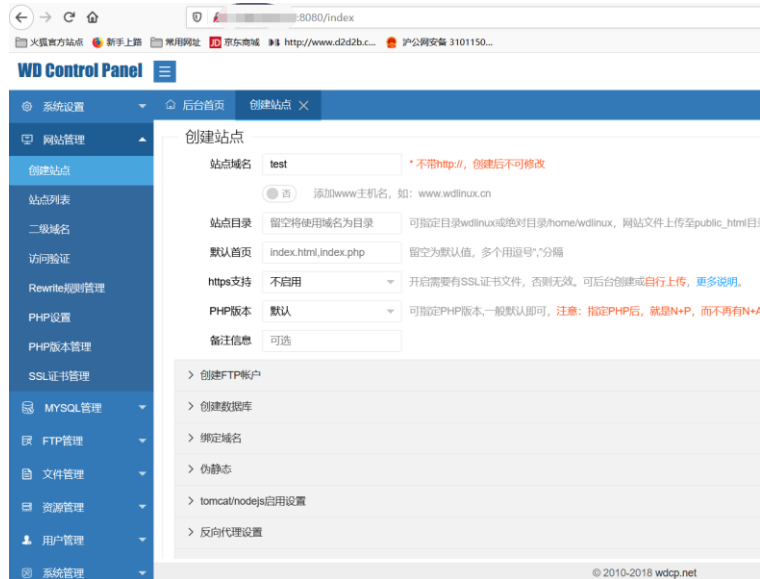 :8080/index
火狐官方站点 新手上路 常用网址 JD 京东商城 http://www.d2d2b.c... 沪公网安备 3101150...
WD Control Panel
系统设置
后台首页 创建站点
网站管理
创建站点
站点列表
二级域名
访问验证
Rewrite规则管理
PHP设置
PHP版本管理
SSL证书管理
MYSQL管理
FTP管理
文件管理
资源管理
用户管理
系统管理
创建站点
站点域名 test * 不带http://，创建后不可修改
否 添加www主机名，如：www.wdlinux.cn
站点目录 留空将使用域名为目录 可指定目录wdlinux或绝对目录/home/wdlinux，网站文件上传至public_html目
默认首页 index.html,index.php 留空为默认值，多个用逗号","分隔
https支持 不启用 开启需要有SSL证书文件，否则无效。可后台创建或自行上传，更多说明。
PHP版本 默认 可指定PHP版本,一般默认即可，注意：指定PHP后，就是N+P，而不再有N+A
备注信息 可选
创建FTP帐户
创建数据库
绑定域名
伪静态
tomcat/nodejs启用设置
反向代理设置
© 2010-2018 wdcp.net